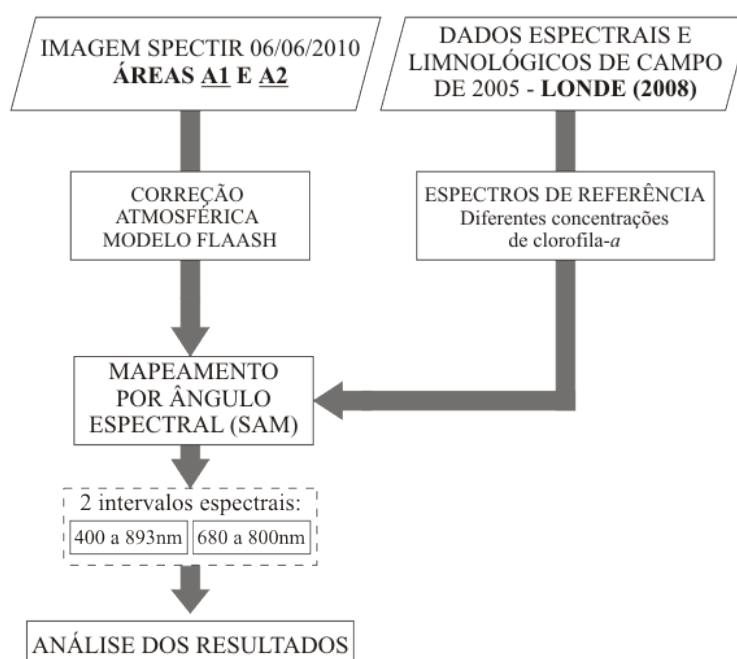 IMAGEM SPECTIR 06/06/2010
ÁREAS A1 E A2
DADOS ESPECTRAIS E
LIMNOLÓGICOS DE CAMPO
DE 2005 - LONDE (2008)
CORREÇÃO
ATMOSFÉRICA
MODELO FLAASH
ESPECTROS DE REFERÊNCIA
Diferentes concentrações
de clorofila-a
MAPEAMENTO
POR ÂNGULO
ESPECTRAL (SAM)
2 intervalos espectrais:
400 a 893nm 680 a 800nm
ANÁLISE DOS RESULTADOS